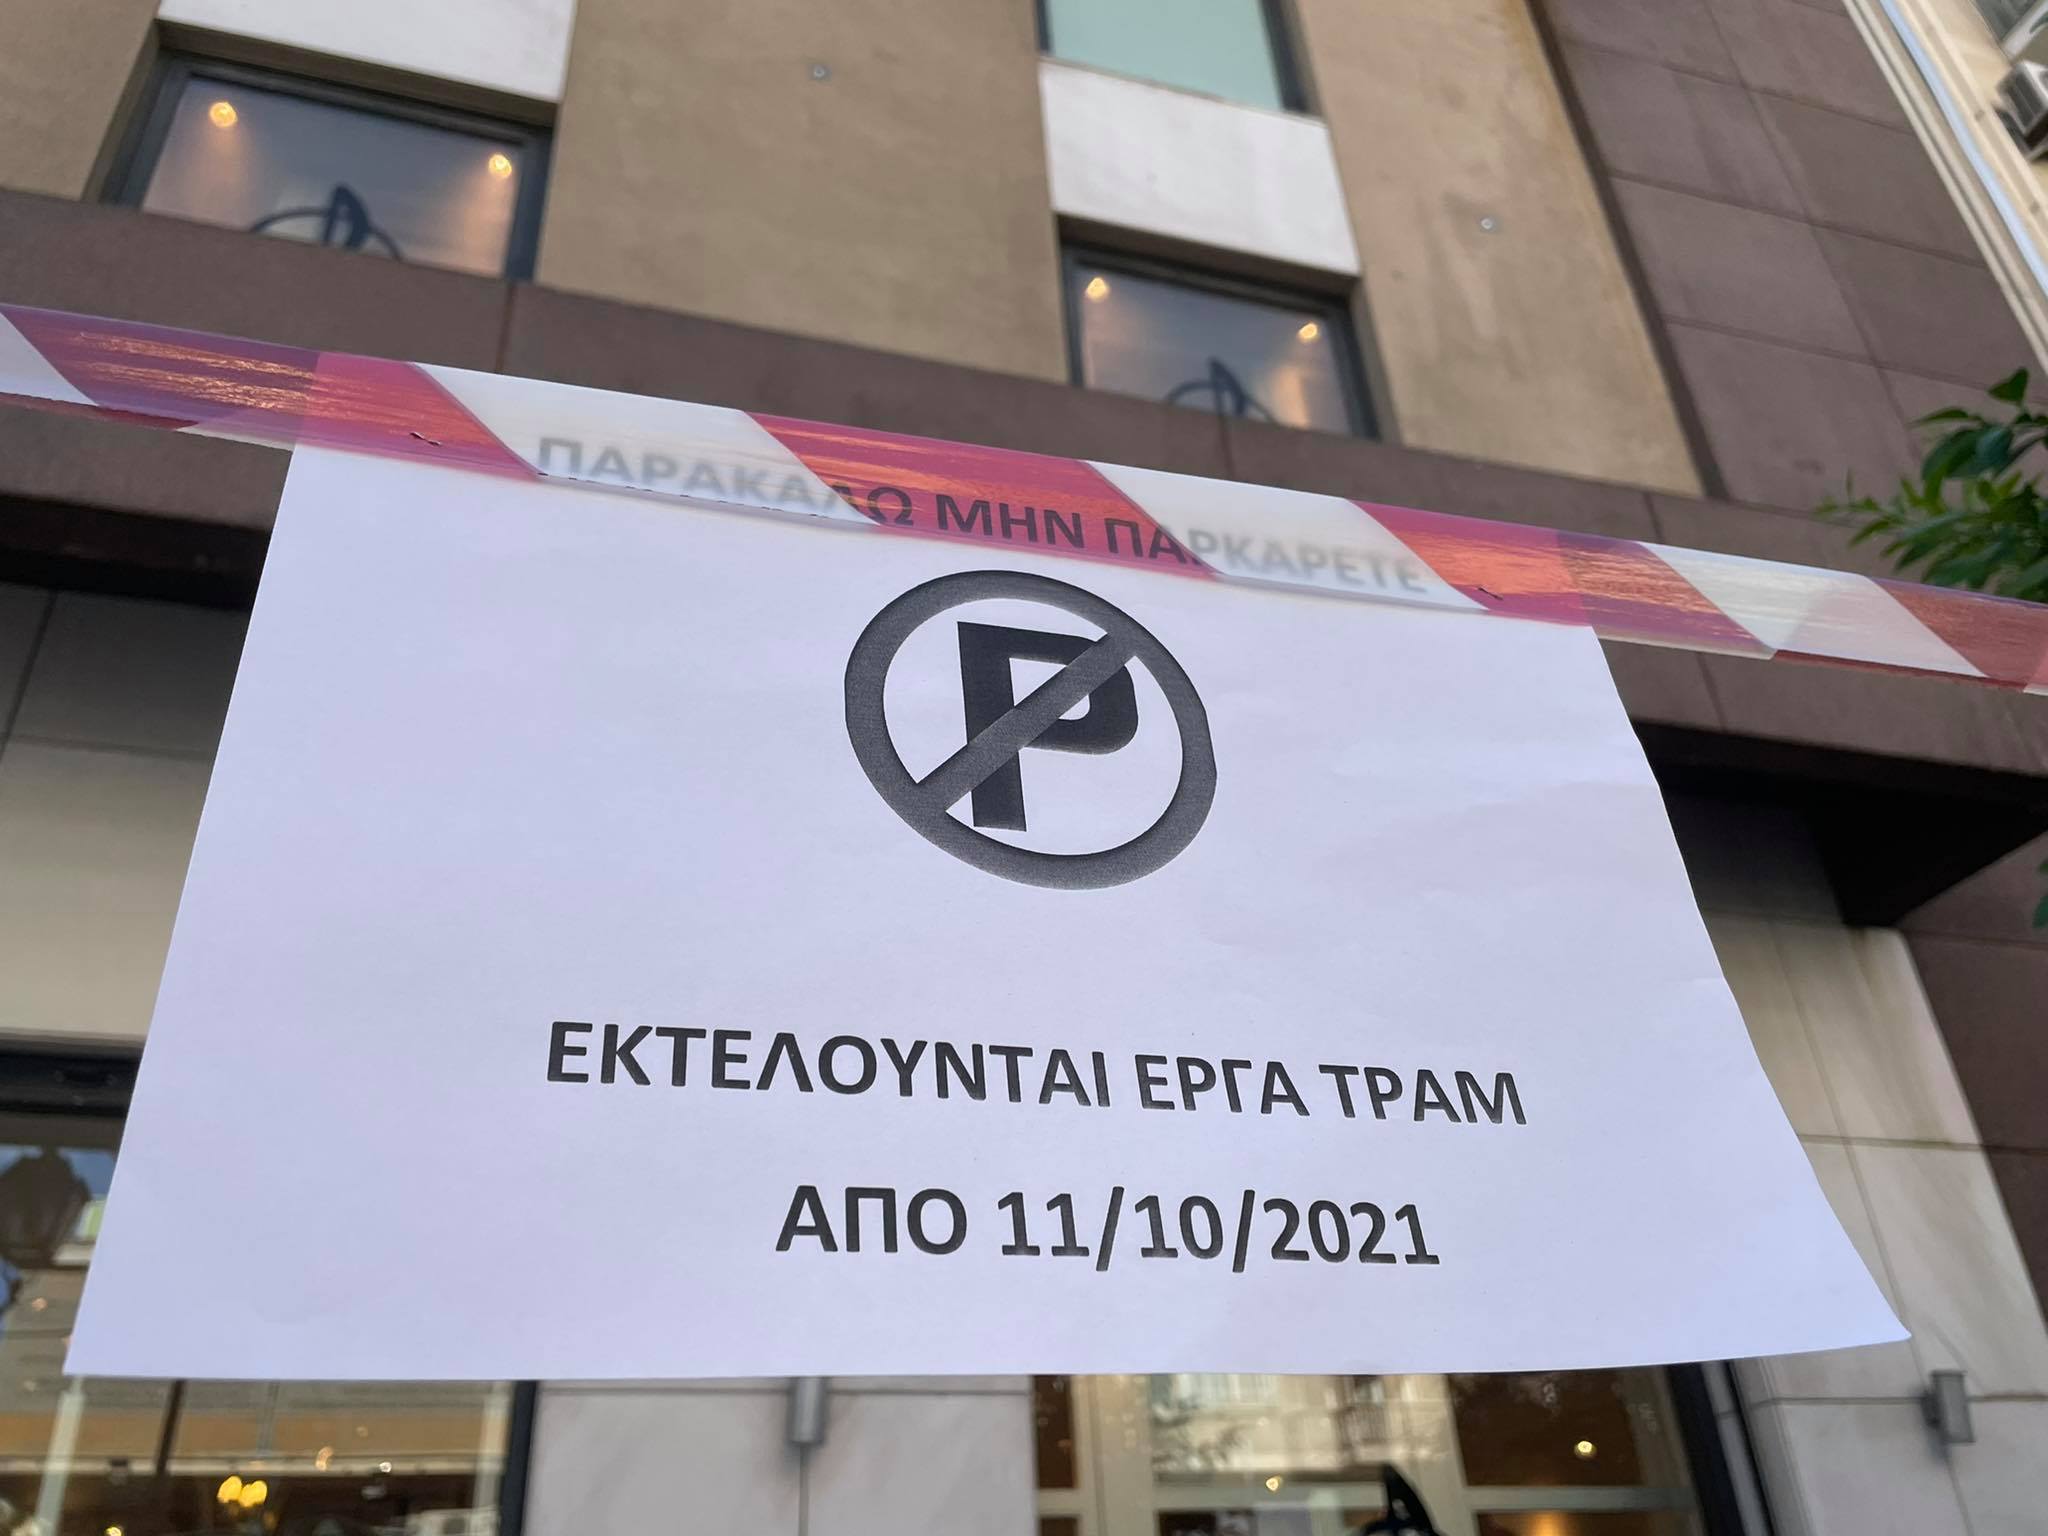 ΠΑΡΑΚΑΛΩ ΜΗΝ ΠΑΡΚΑΡΕΤΕ
P
ΕΚΤΕΛΟΥΝΤΑΙ ΕΡΓΑ ΤΡΑΜ
ΑΠΟ 11/10/2021